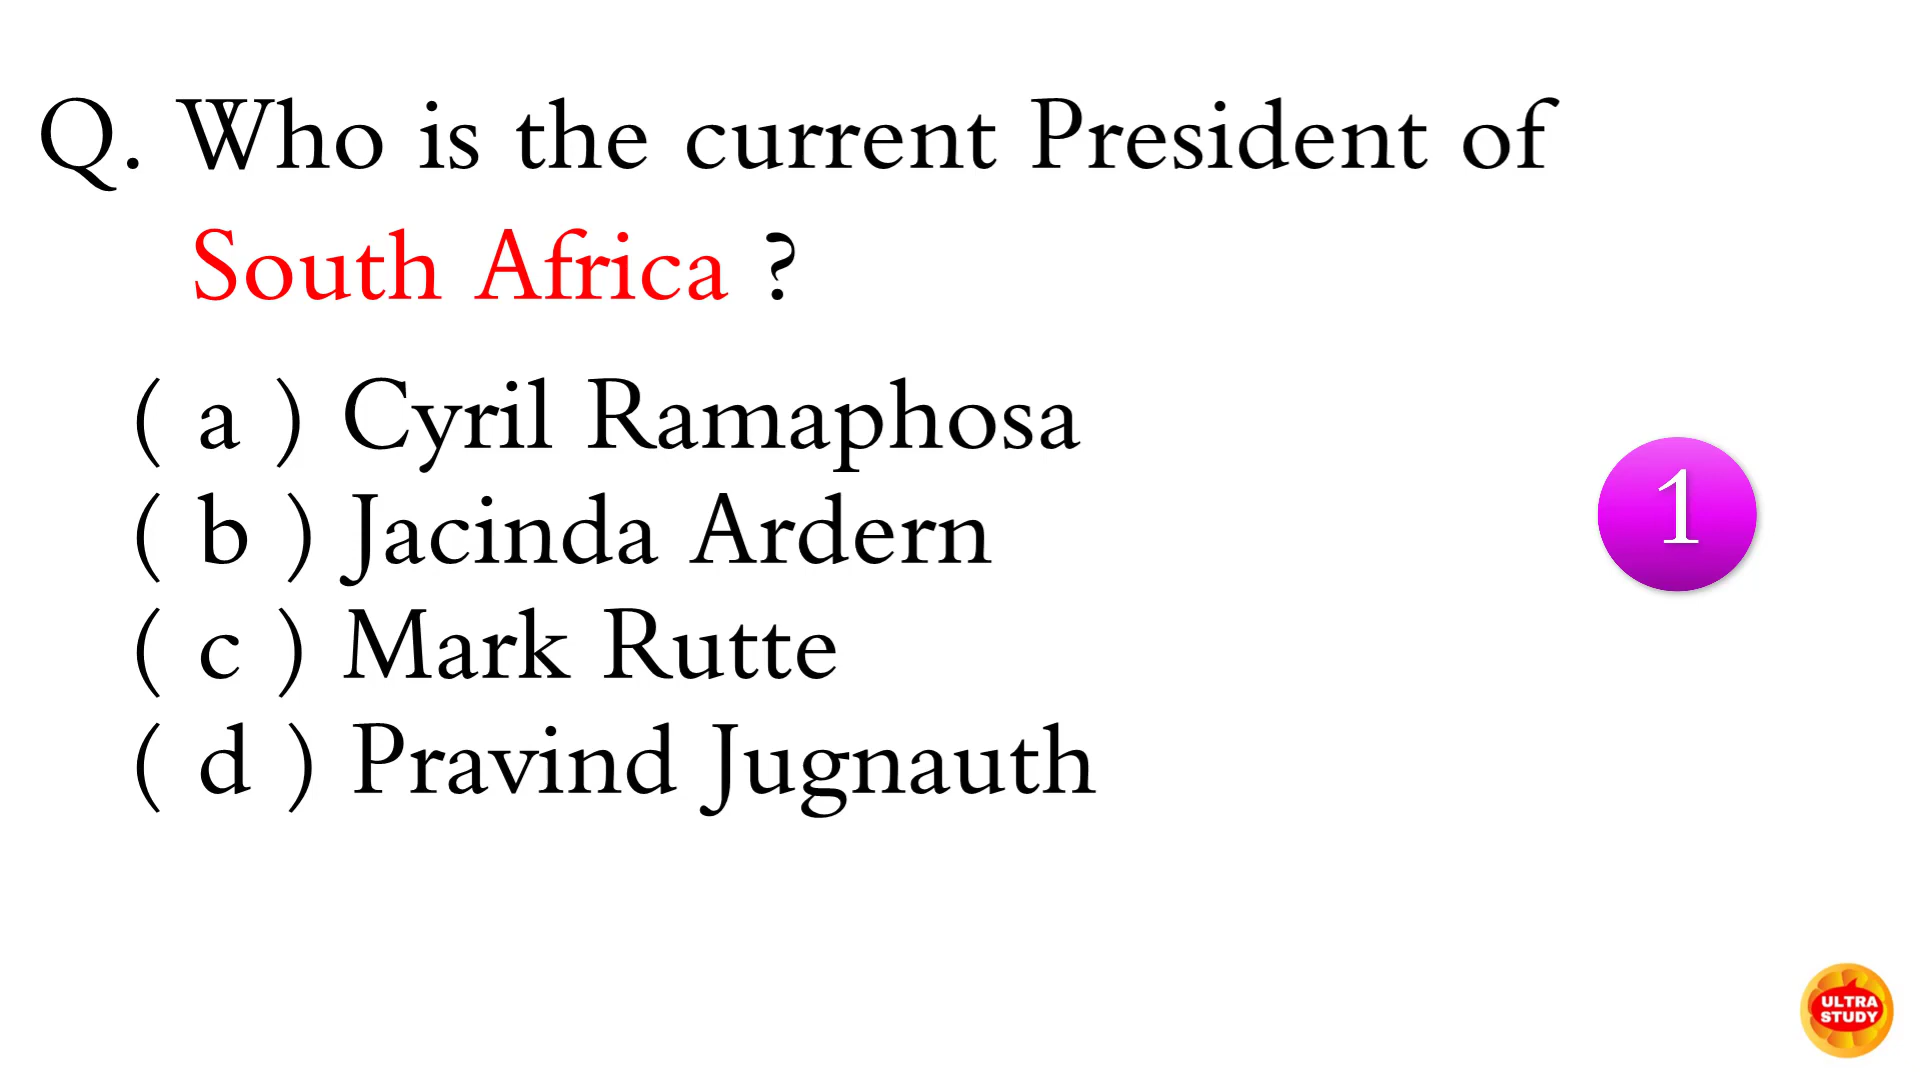 Q. Who is the current President of
South Africa ?
( a ) Cyril Ramaphosa
( b ) Jacinda Ardern
( c ) Mark Rutte
( d ) Pravind Jugnauth
1
ULTRA
STUDY